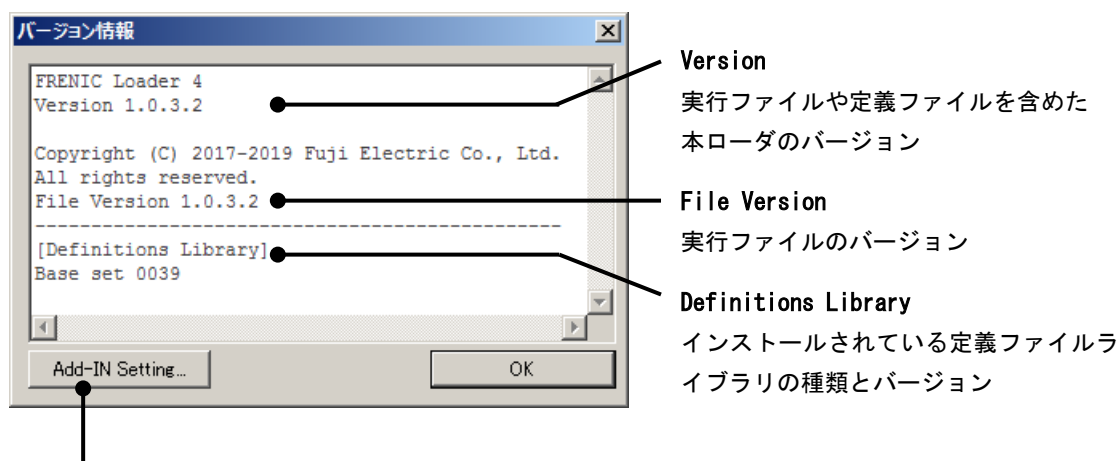 バージョン情報
FRENIC Loader 4
Version 1.0.3.2
Copyright (C) 2017-2019 Fuji Electric Co., Ltd.
All rights reserved.
File Version 1.0.3.2
--------------------------------------------------
[Definitions Library]
Base set 0039
Add-IN Setting...
OK
Version
実行ファイルや定義ファイルを含めた
本ローダのバージョン
File Version
実行ファイルのバージョン
Definitions Library
インストールされている定義ファイルラ
イブラリの種類とバージョン